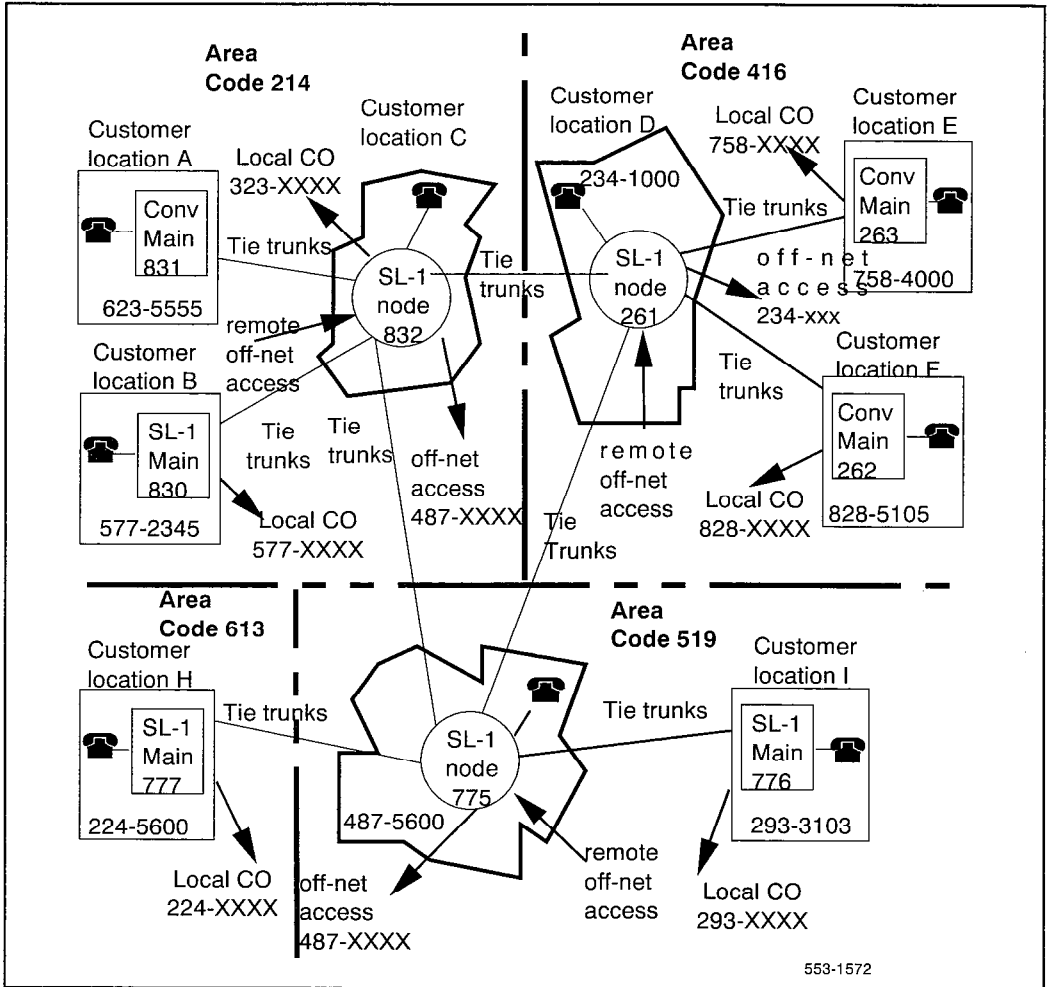 Area
Code 214
Customer
location A
Conv
Main
831
623-5555
Tie trunks
Local CO
323-XXXX
Customer
location C
SL-1
node
832
remote
off-net
access
Customer
location B
SL-1
Main
830
577-2345
Local CO
577-XXXX
Tie
trunks
Tie
trunks
off-net
access
487-XXXX
Tie
trunks
Area
Code 416
Customer
location D
234-1000
SL-1
node
261
Local CO
758-XXXX
Customer
location E
Conv
Main
263
758-4000
Tie trunks
off-net
access
234-xxx
Tie
trunks
Customer
location F
Conv
Main
262
828-5105
Local CO
828-XXXX
remote
off-net
access
Tie
Trunks
Area
Code 613
Customer
location H
SL-1
Main
777
224-5600
Tie trunks
Local CO
224-XXXX
Area
Code 519
SL-1
node
775
487-5600
off-net
access
487-XXXX
remote
off-net
access
Tie trunks
Customer
location I
SL-1
Main
776
293-3103
Local CO
293-XXXX
553-1572